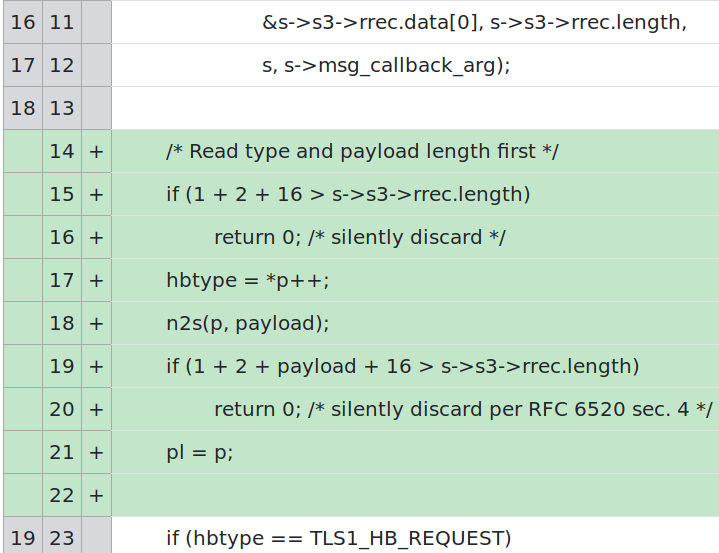 16 11 &s->s3->rrec.data[0], s->s3->rrec.length,
17 12 s, s->msg_callback_arg);
18 13
14 + /* Read type and payload length first */
15 + if (1 + 2 + 16 > s->s3->rrec.length)
16 + return 0; /* silently discard */
17 + hbtype = *p++;
18 + n2s(p, payload);
19 + if (1 + 2 + payload + 16 > s->s3->rrec.length)
20 + return 0; /* silently discard per RFC 6520 sec. 4 */
21 + pl = p;
22 +
19 23 if (hbtype == TLS1_HB_REQUEST)